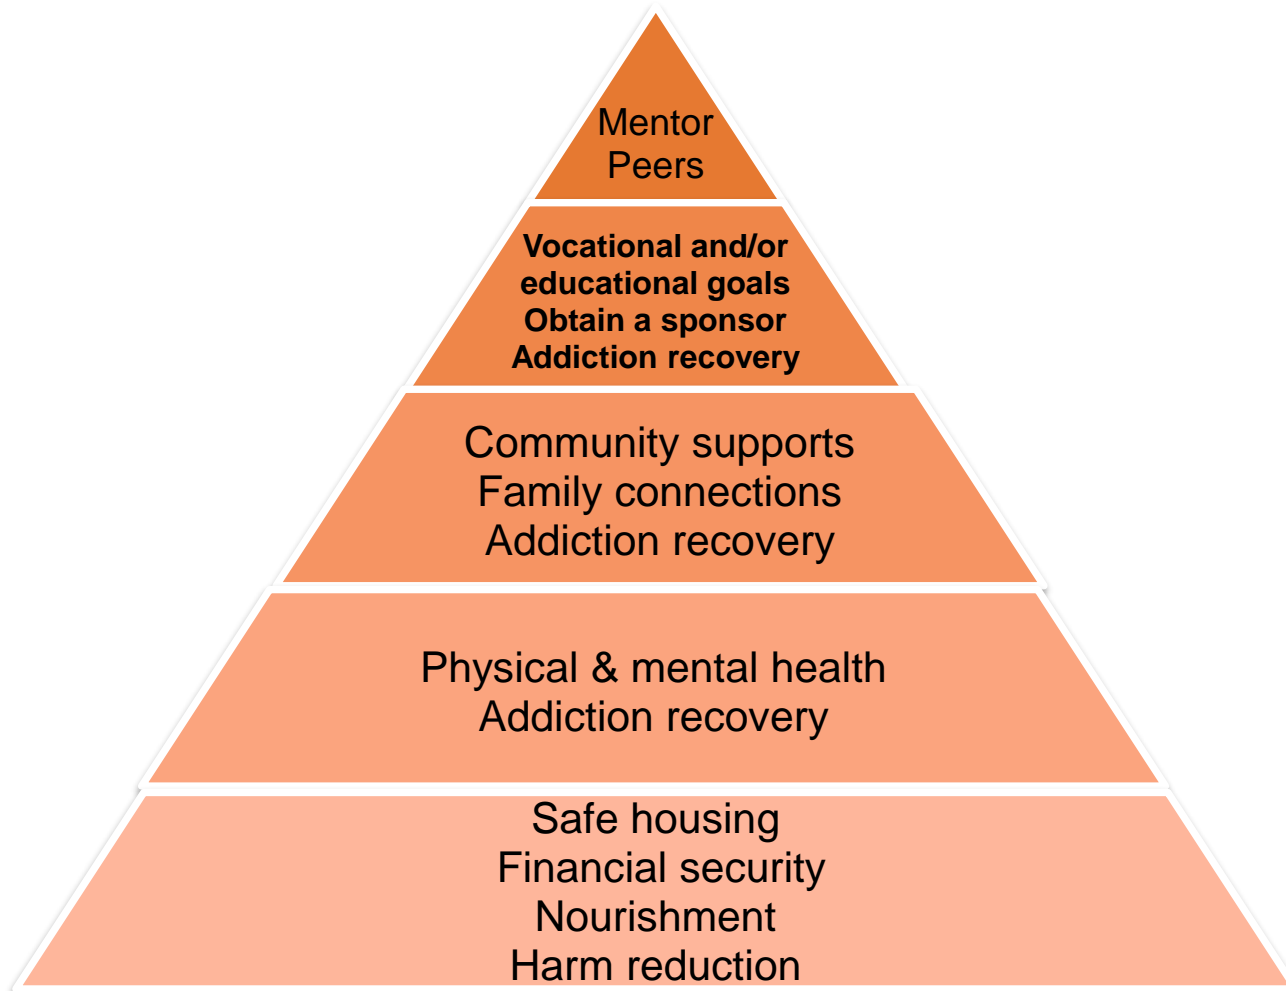 Mentor
Peers
Vocational and/or
educational goals
Obtain a sponsor
Addiction recovery
Community supports
Family connections
Addiction recovery
Physical & mental health
Addiction recovery
Safe housing
Financial security
Nourishment
Harm reduction